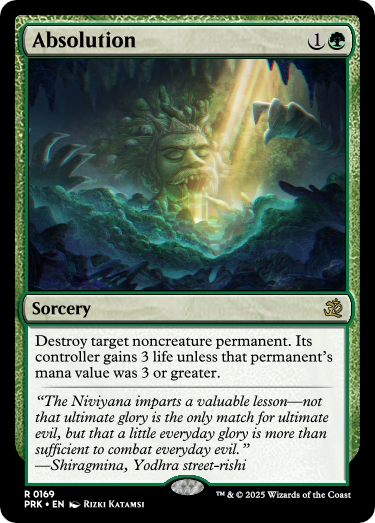 Absolution 1
Sorcery
Destroy target noncreature permanent. Its
controller gains 3 life unless that permanent's
mana value was 3 or greater.
“The Niviyana imparts a valuable lesson—not
that ultimate glory is the only match for ultimate
evil, but that a little everyday glory is more than
sufficient to combat everyday evil.”
—Shiragmina, Yodhra street-rishi
R 0169
PRK • EN Rizki Katamsi
™ & © 2025 Wizards of the Coast